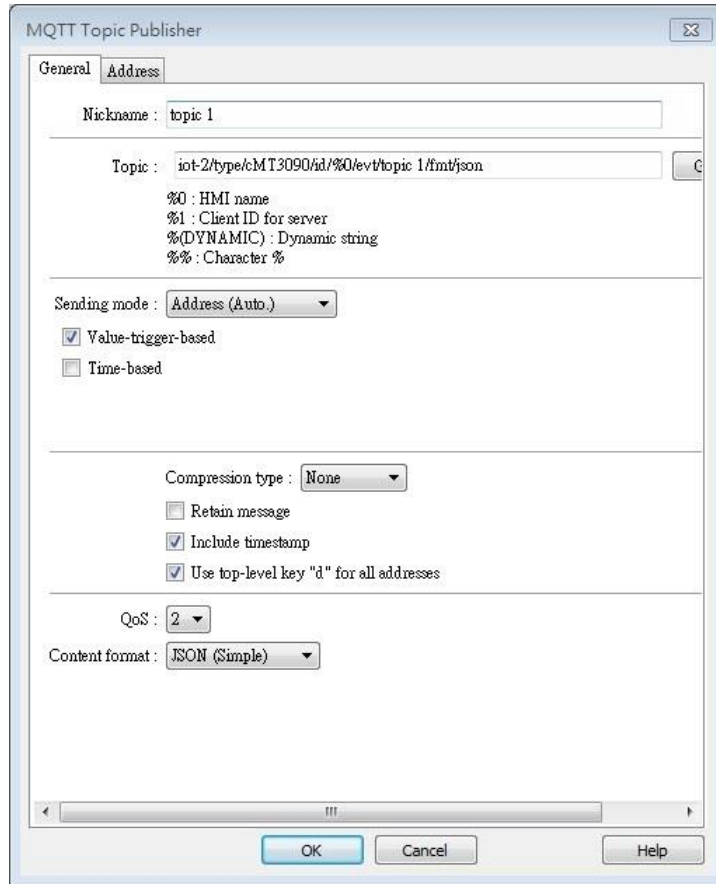 MQTT Topic Publisher
General Address
Nickname : topic 1
Topic : iot-2/type/cMT3090/id/%0/evt/topic 1/fmt/json
%0 : HMI name
%1 : Client ID for server
%(DYNAMIC) : Dynamic string
%% : Character %
Sending mode : Address (Auto.)
Value-trigger-based
Time-based
Compression type : None
Retain message
Include timestamp
Use top-level key "d" for all addresses
QoS : 2
Content format : JSON (Simple)
OK Cancel Help